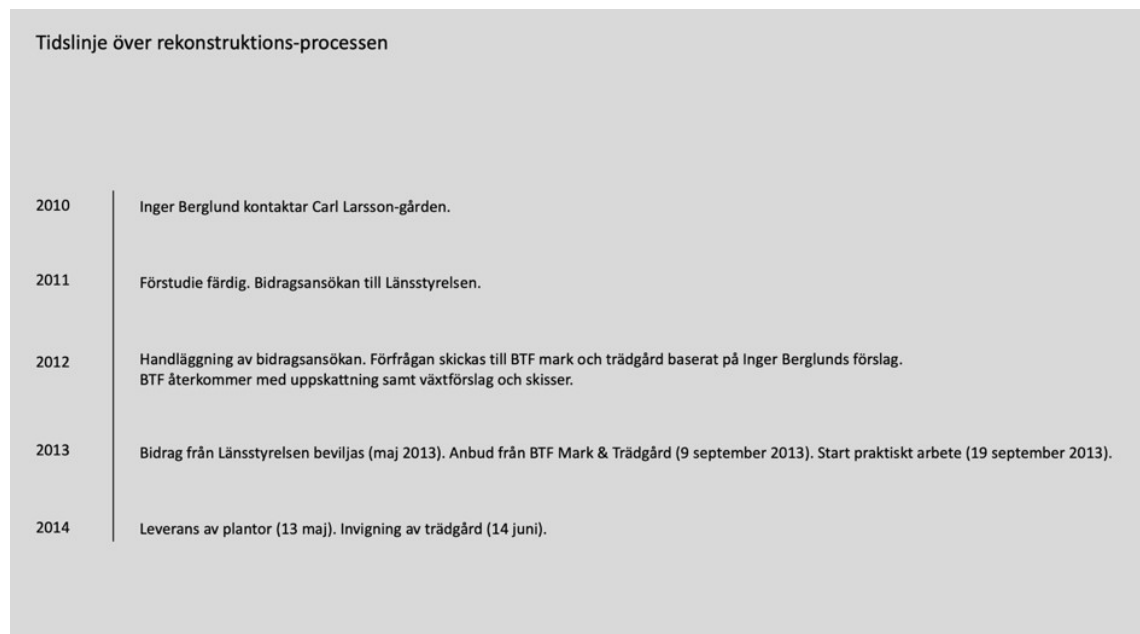 Tidslinje över rekonstruktions-processen
2010
Inger Berglund kontaktar Carl Larsson-gården.
2011
Förstudie färdig. Bidragsansökan till Länsstyrelsen.
2012
Handläggning av bidragsansökan. Förfrågan skickas till BTF mark och trädgård baserat på Inger Berglunds förslag.
BTF återkommer med uppskattning samt växtförslag och skisser.
2013
Bidrag från Länsstyrelsen beviljas (maj 2013). Anbud från BTF Mark & Trädgård (9 september 2013). Start praktiskt arbete (19 september 2013).
2014
Leverans av plantor (13 maj). Invigning av trädgård (14 juni).